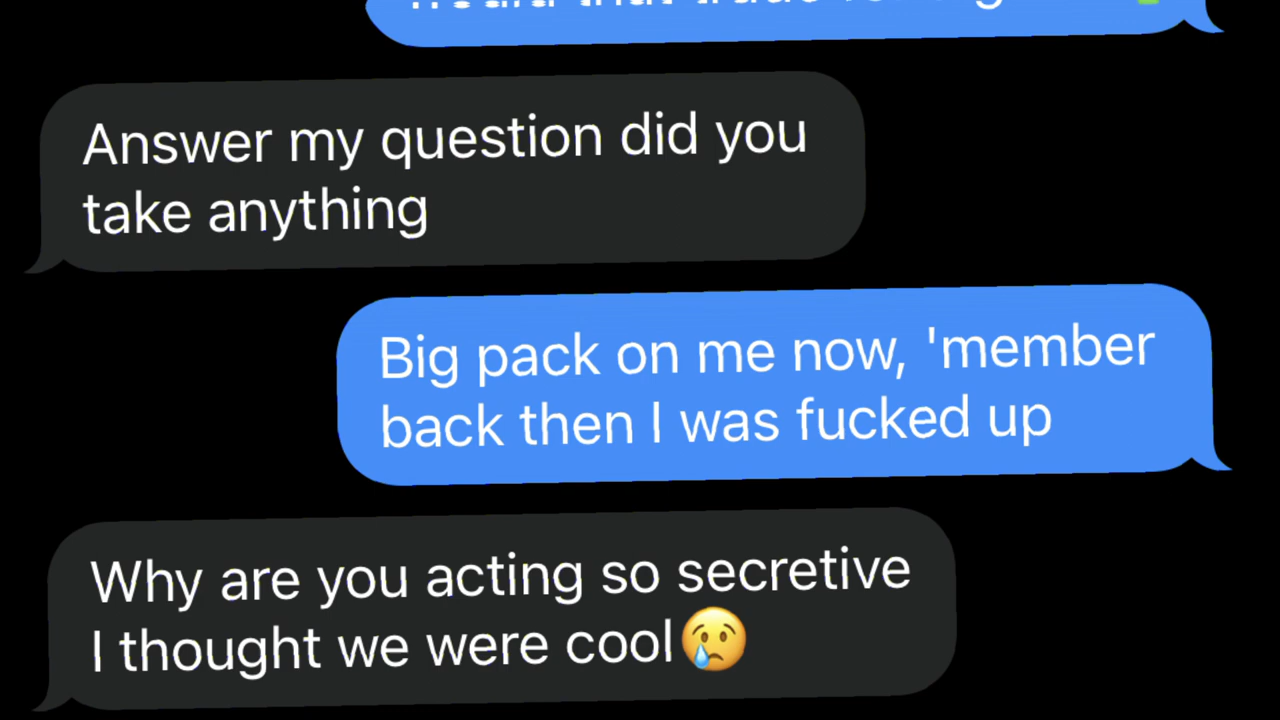 Answer my question did you
take anything
Big pack on me now, 'member
back then I was fucked up
Why are you acting so secretive
I thought we were cool😢